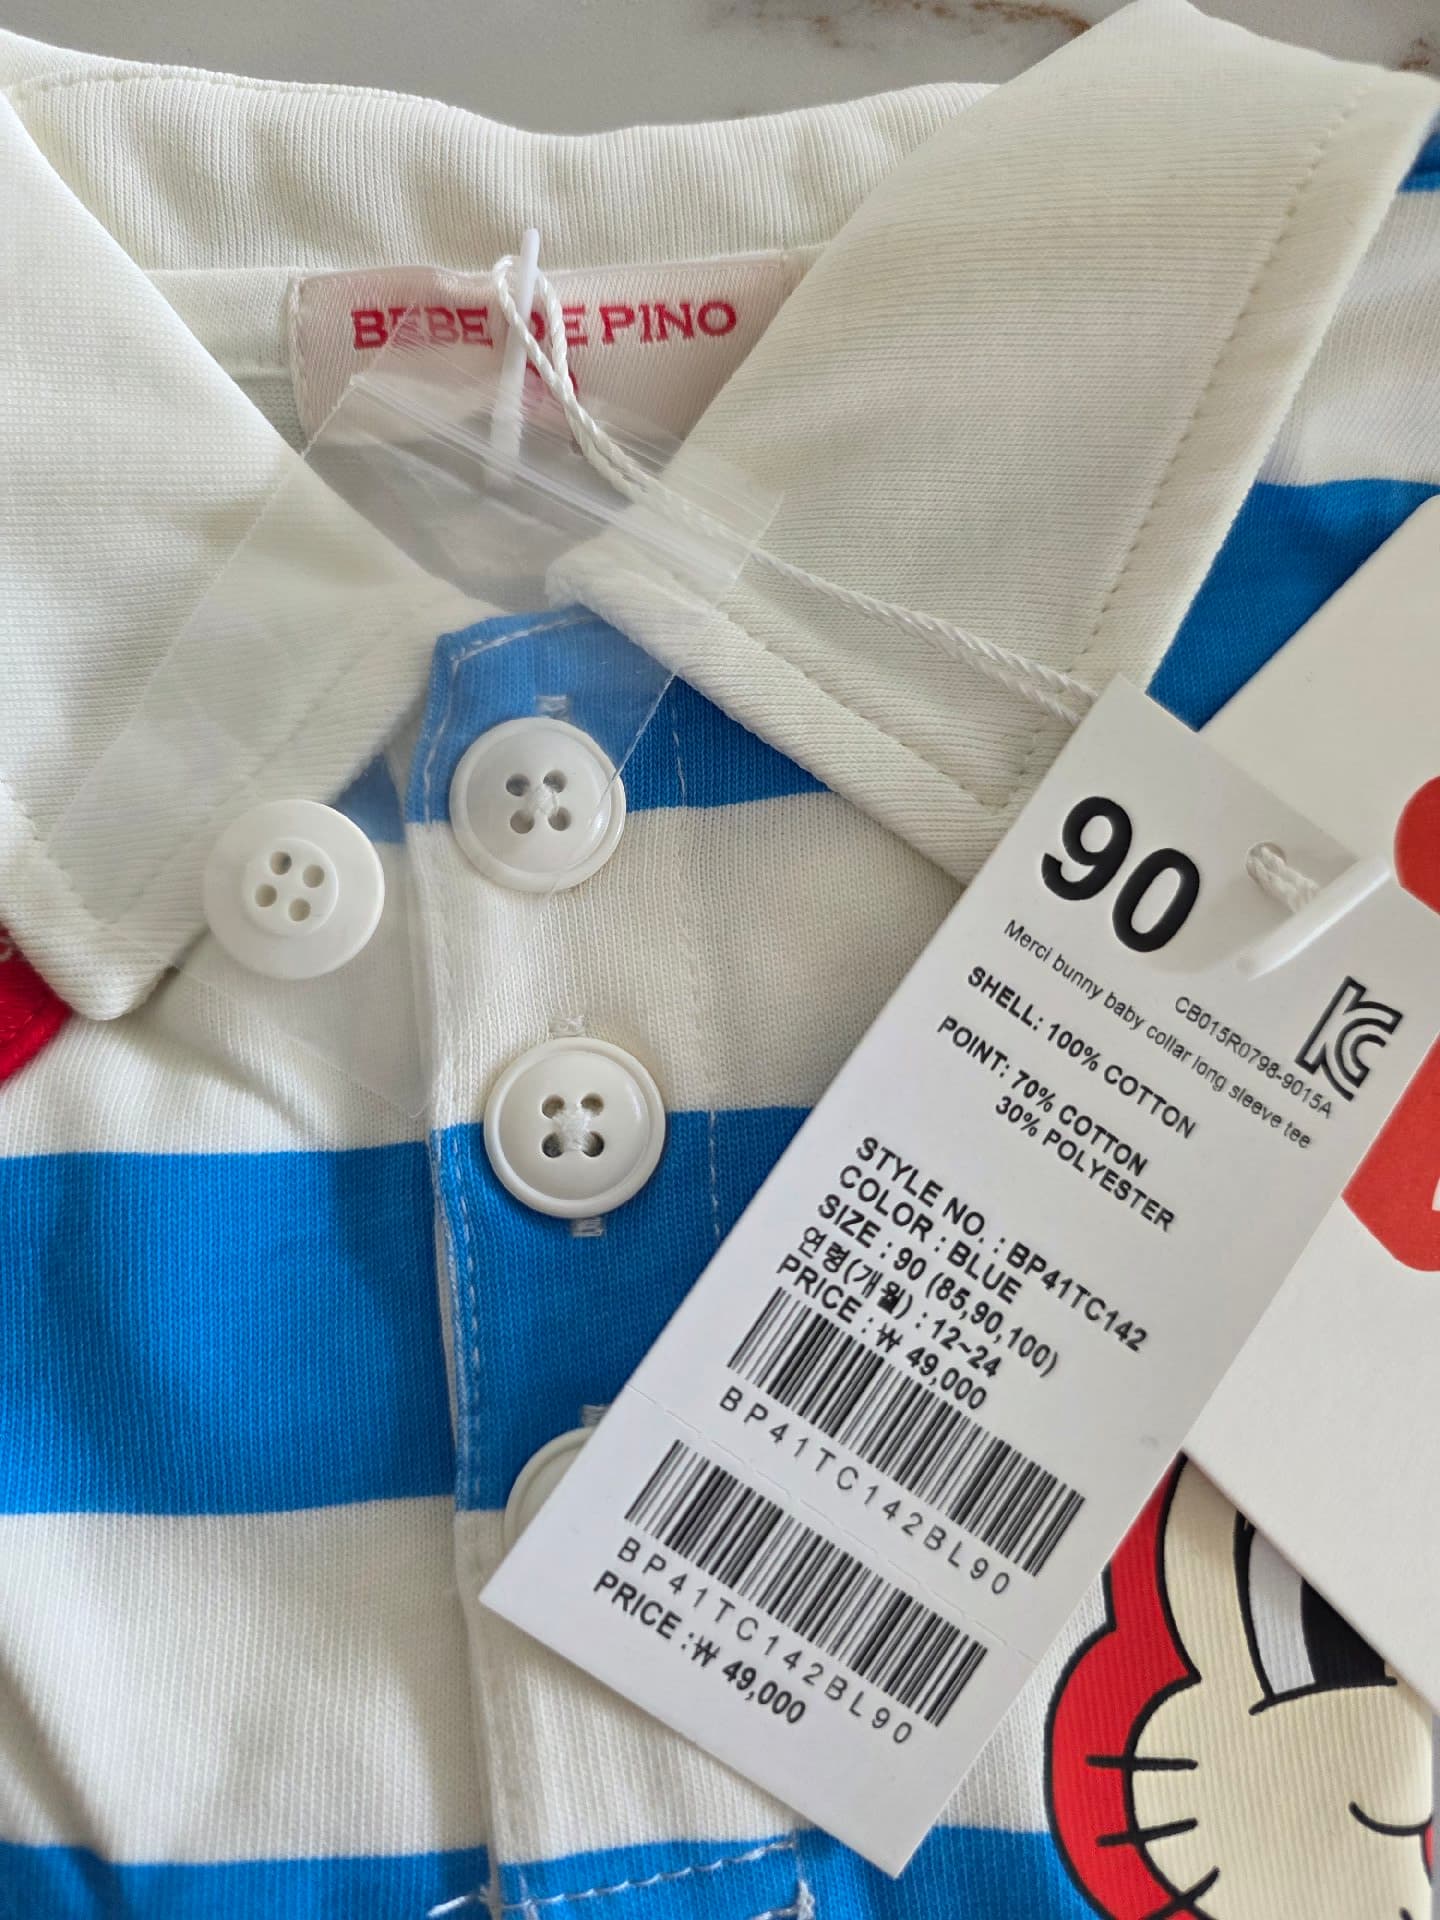 BEBE DE PINO
90
CB015R0798-9015A
Merci bunny baby collar long sleeve tee
SHELL: 100% COTTON
POINT: 70% COTTON
30% POLYESTER
STYLE NO. : BP41TC142
COLOR : BLUE
SIZE : 90 (85,90,100)
연령(개월) : 12~24
PRICE : ₩ 49,000
BP41TC142BL90
BP41TC142BL90
PRICE : ₩ 49,000